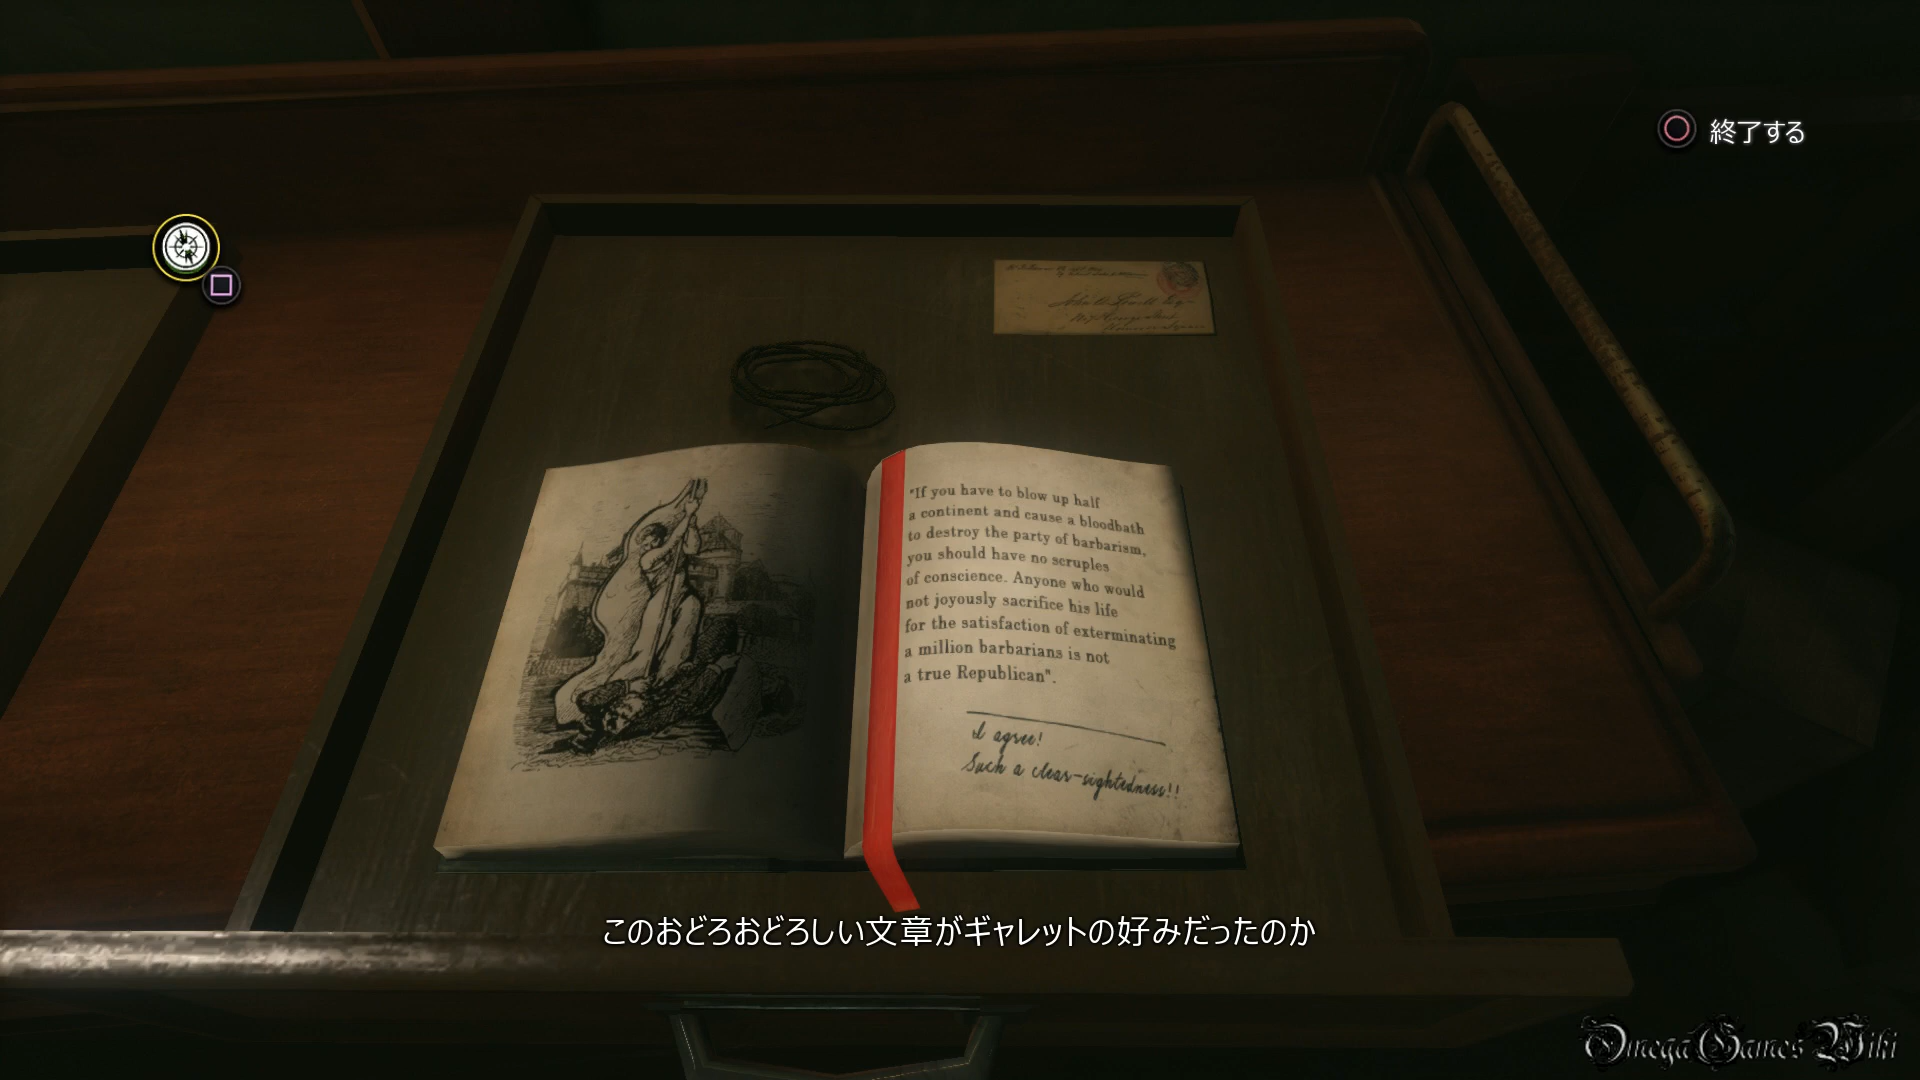 終了する
"If you have to blow up half
a continent and cause a bloodbath
to destroy the party of barbarism,
you should have no scruples
of conscience. Anyone who would
not joyously sacrifice his life
for the satisfaction of exterminating
a million barbarians is not
a true Republican".
I agree!
Such a clear-sightedness!!
このおどろおどろしい文章がギャレットの好みだったのか
Omega Games Wiki